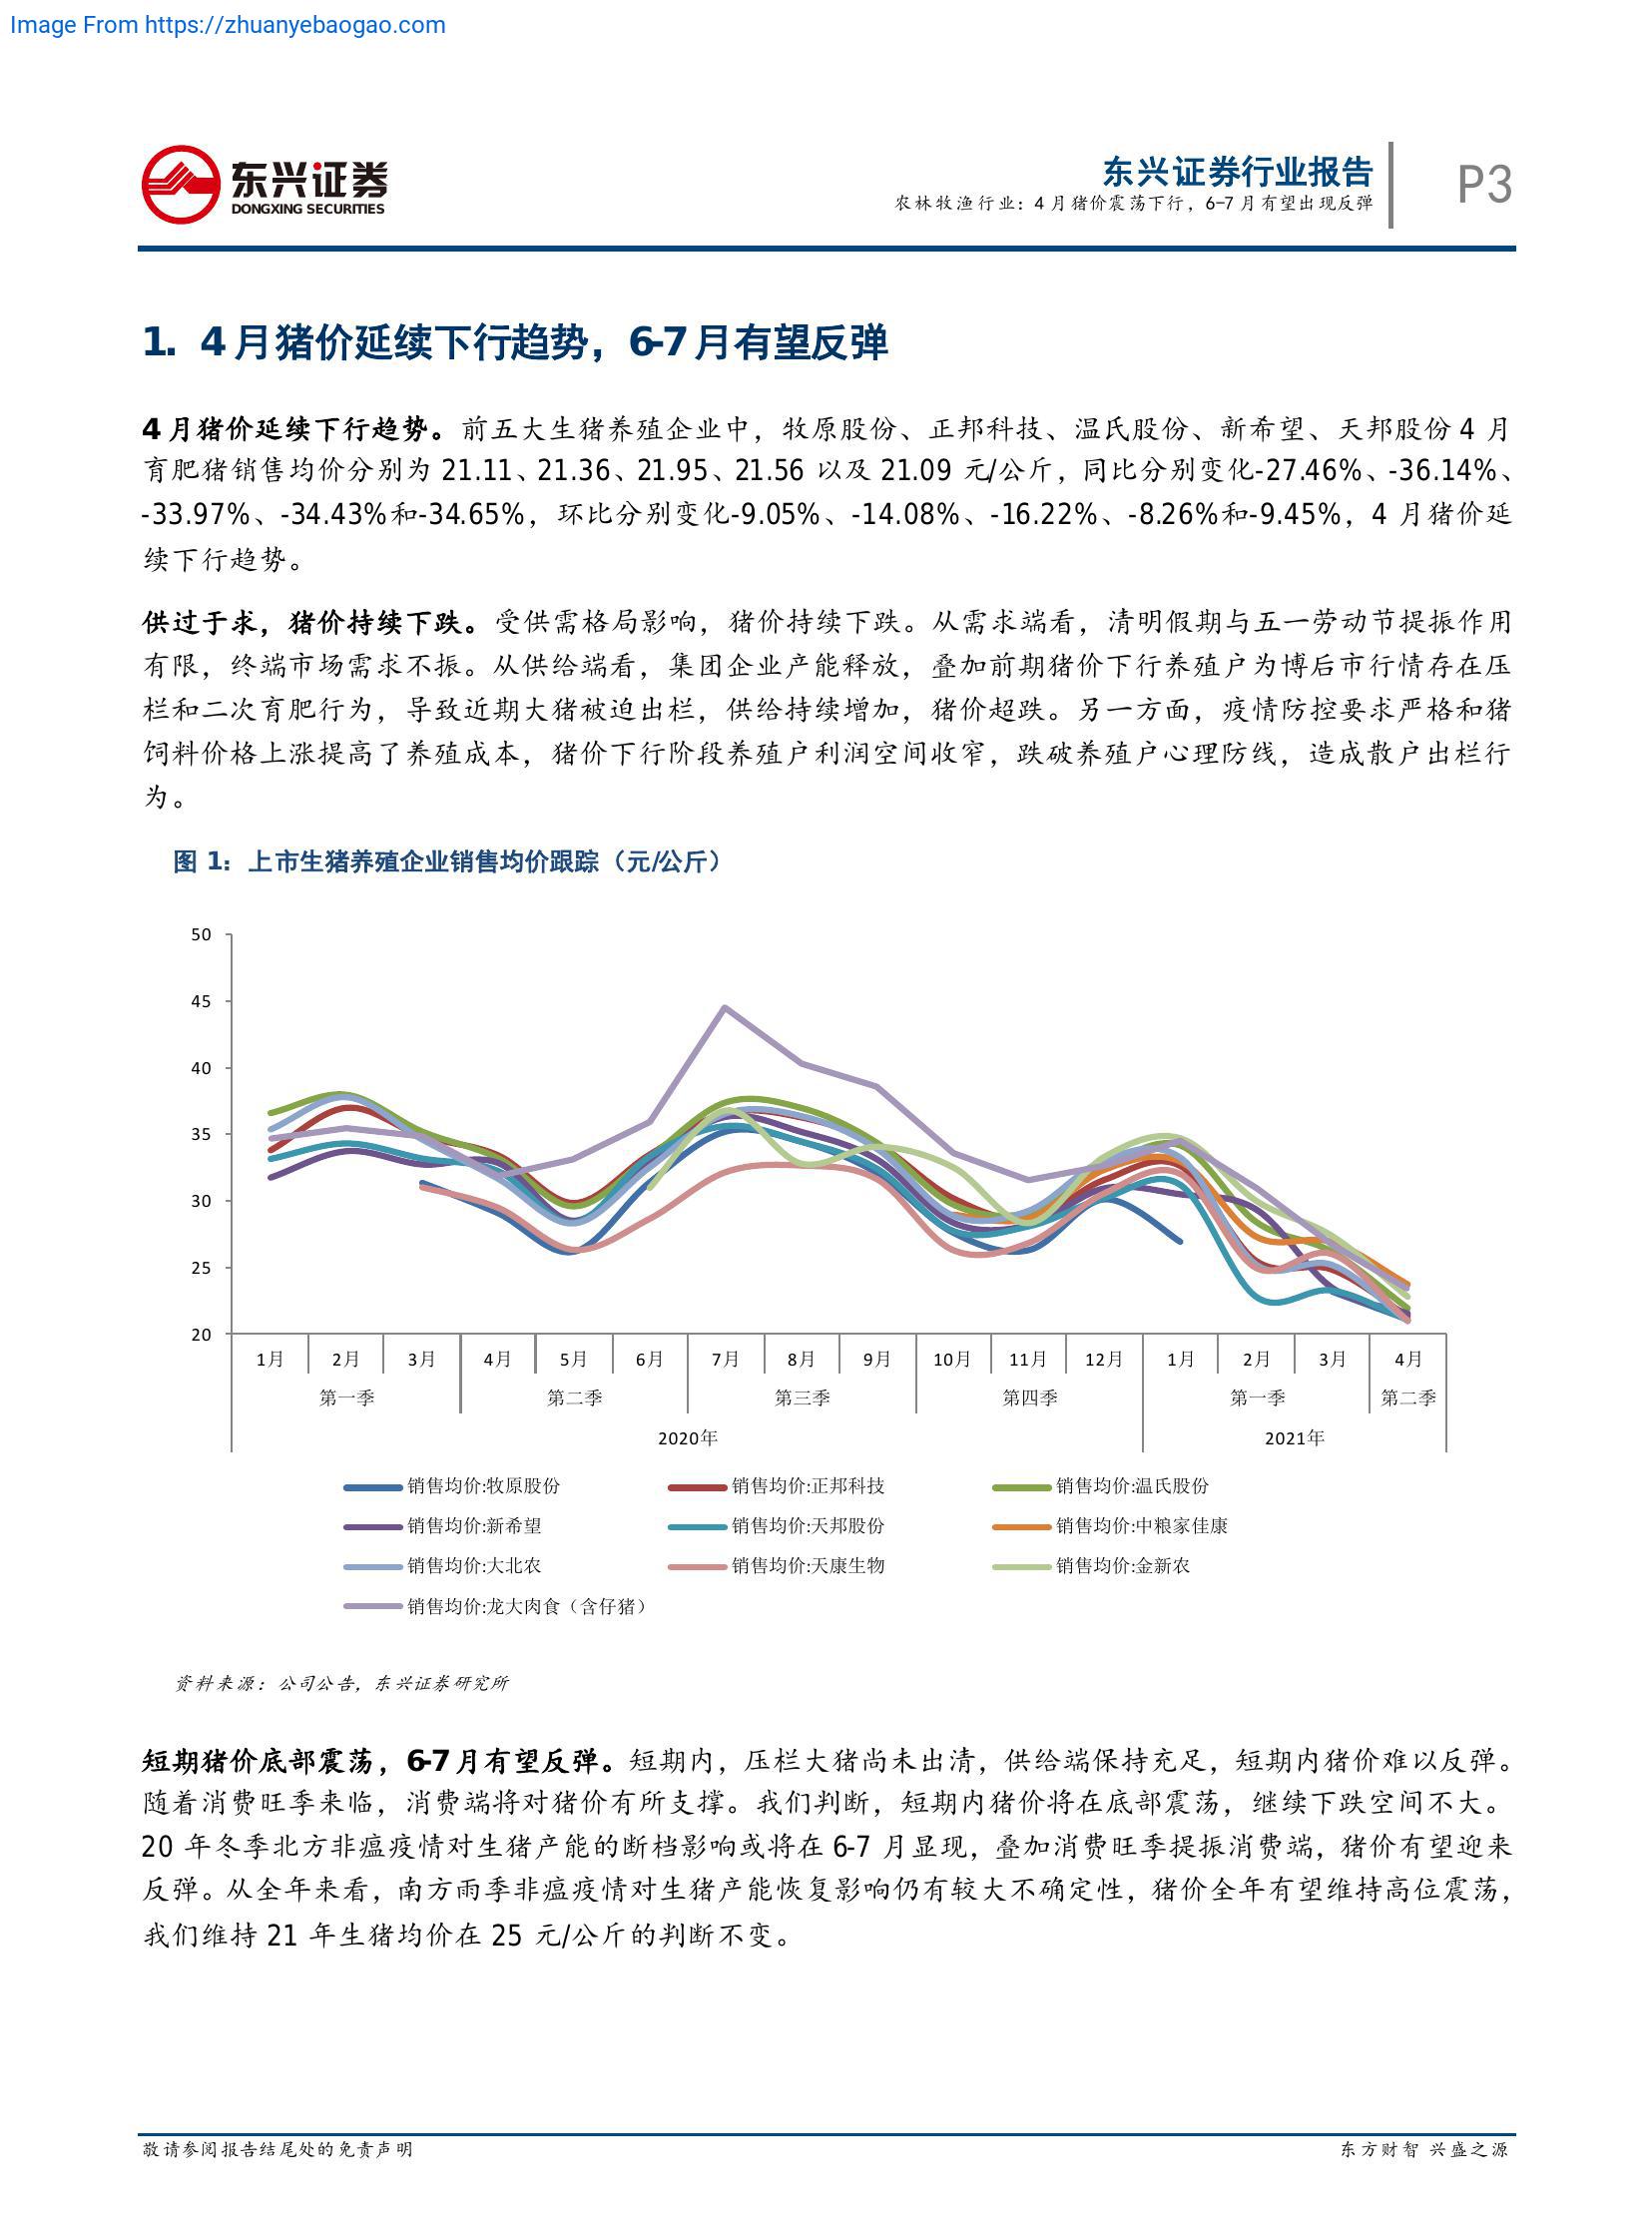 Image From https://zhuanyebaogao.com
东兴证券
DONGXING SECURITIES
东兴证券行业报告
农林牧渔行业：4 月猪价震荡下行，6-7 月有望出现反弹
P3
1. 4 月猪价延续下行趋势，6-7 月有望反弹
4 月猪价延续下行趋势。前五大生猪养殖企业中，牧原股份、正邦科技、温氏股份、新希望、天邦股份 4 月
育肥猪销售均价分别为 21.11、21.36、21.95、21.56 以及 21.09 元/公斤，同比分别变化-27.46%、-36.14%、
-33.97%、-34.43%和-34.65%，环比分别变化-9.05%、-14.08%、-16.22%、-8.26%和-9.45%，4 月猪价延
续下行趋势。
供过于求，猪价持续下跌。受供需格局影响，猪价持续下跌。从需求端看，清明假期与五一劳动节提振作用
有限，终端市场需求不振。从供给端看，集团企业产能释放，叠加前期猪价下行养殖户为博后市行情存在压
栏和二次育肥行为，导致近期大猪被迫出栏，供给持续增加，猪价超跌。另一方面，疫情防控要求严格和猪
饲料价格上涨提高了养殖成本，猪价下行阶段养殖户利润空间收窄，跌破养殖户心理防线，造成散户出栏行
为。
图 1：上市生猪养殖企业销售均价跟踪（元/公斤）
50
45
40
35
30
25
20
1月 2月 3月 4月 5月 6月 7月 8月 9月 10月 11月 12月 1月 2月 3月 4月
第一季 第二季 第三季 第四季 第一季 第二季
2020年 2021年
销售均价:牧原股份 销售均价:正邦科技 销售均价:温氏股份
销售均价:新希望 销售均价:天邦股份 销售均价:中粮家佳康
销售均价:大北农 销售均价:天康生物 销售均价:金新农
销售均价:龙大肉食（含仔猪）
资料来源：公司公告，东兴证券研究所
短期猪价底部震荡，6-7 月有望反弹。短期内，压栏大猪尚未出清，供给端保持充足，短期内猪价难以反弹。
随着消费旺季来临，消费端将对猪价有所支撑。我们判断，短期内猪价将在底部震荡，继续下跌空间不大。
20 年冬季北方非瘟疫情对生猪产能的断档影响或将在 6-7 月显现，叠加消费旺季提振消费端，猪价有望迎来
反弹。从全年来看，南方雨季非瘟疫情对生猪产能恢复影响仍有较大不确定性，猪价全年有望维持高位震荡，
我们维持 21 年生猪均价在 25 元/公斤的判断不变。
敬请参阅报告结尾处的免责声明
东方财智 兴盛之源